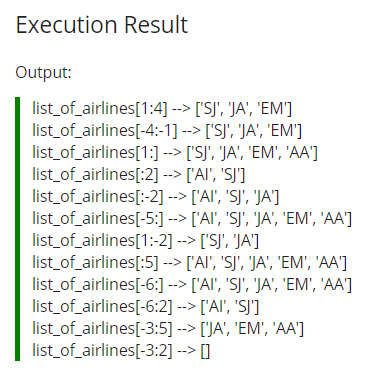 Execution Result
Output:
list_of_airlines[1:4] --> ['SJ', 'JA', 'EM']
list_of_airlines[-4:-1] --> ['SJ', 'JA', 'EM']
list_of_airlines[1:] --> ['SJ', 'JA', 'EM', 'AA']
list_of_airlines[:2] --> ['AI', 'SJ']
list_of_airlines[:-2] --> ['AI', 'SJ', 'JA']
list_of_airlines[-5:] --> ['AI', 'SJ', 'JA', 'EM', 'AA']
list_of_airlines[1:-2] --> ['SJ', 'JA']
list_of_airlines[:5] --> ['AI', 'SJ', 'JA', 'EM', 'AA']
list_of_airlines[-6:] --> ['AI', 'SJ', 'JA', 'EM', 'AA']
list_of_airlines[-6:2] --> ['AI', 'SJ']
list_of_airlines[-3:5] --> ['JA', 'EM', 'AA']
list_of_airlines[-3:2] --> []